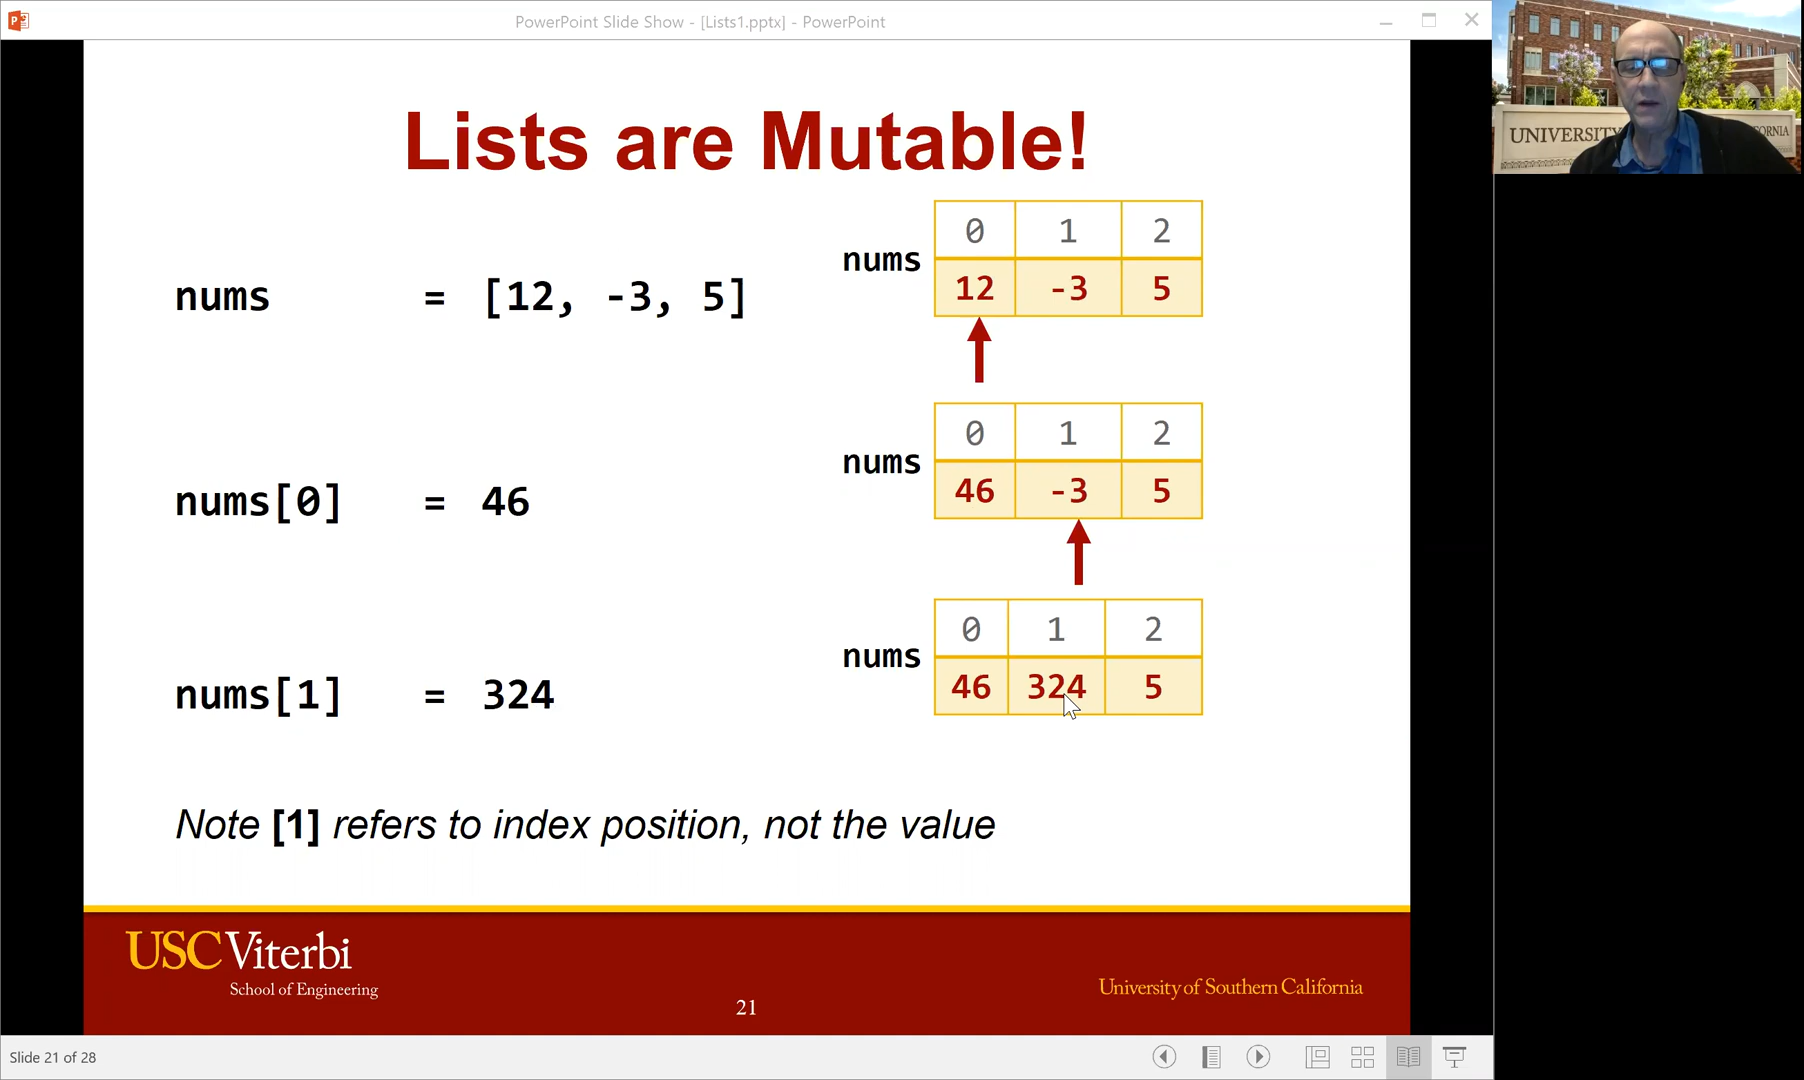 PowerPoint Slide Show - [Lists1.pptx] - PowerPoint
Lists are Mutable!
nums = [12, -3, 5]
nums
0 1 2
12 -3 5
nums[0] = 46
nums
0 1 2
46 -3 5
nums[1] = 324
nums
0 1 2
46 324 5
Note [1] refers to index position, not the value
USC Viterbi
School of Engineering
University of Southern California
21
Slide 21 of 28
UNIVERSITY